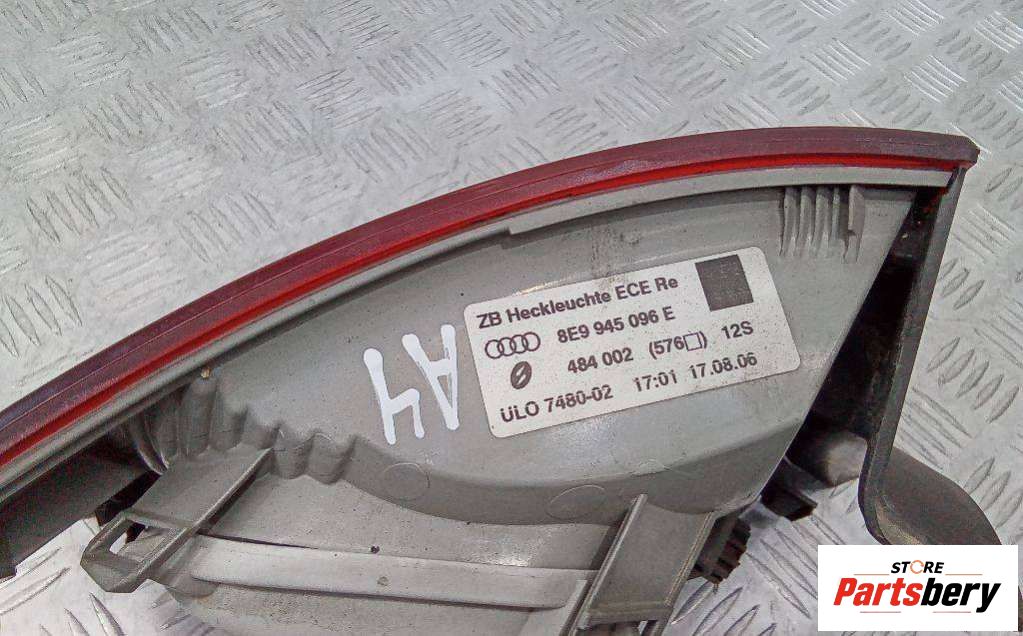 ZB Heckleuchte ECE Re
8E9 945 096 E
484 002 (576□) 12S
ULO 7480-02 17:01 17.08.06
A4
STORE
Partsbery